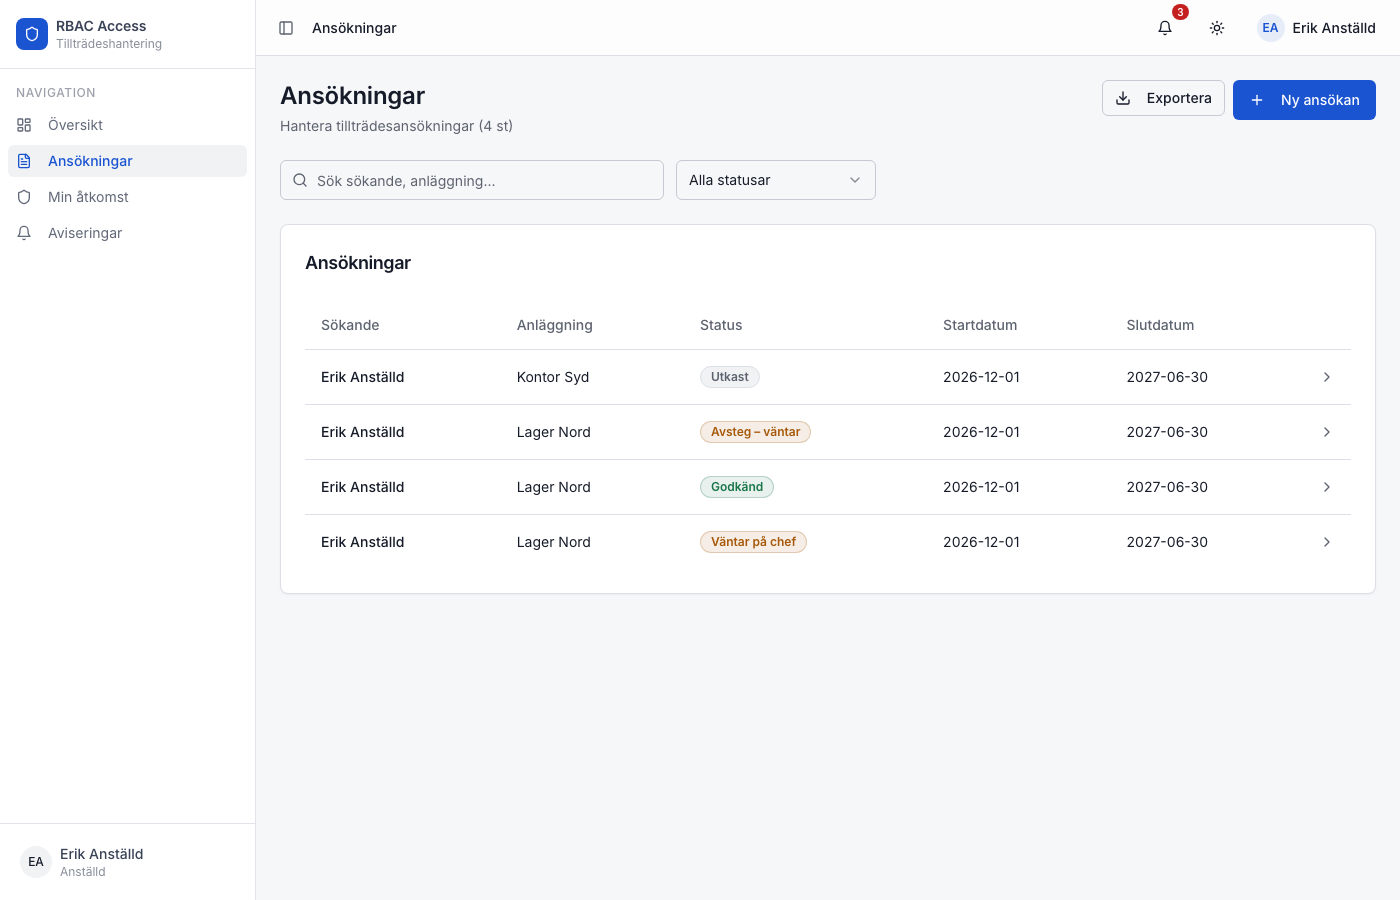 RBAC Access
Tillträdeshantering
NAVIGATION
Översikt
Ansökningar
Min åtkomst
Aviseringar
EA
Erik Anställd
Anställd
Ansökningar
3
EA
Erik Anställd
Ansökningar
Hantera tillträdesansökningar (4 st)
Exportera
Ny ansökan
Sök sökande, anläggning...
Alla statusar
Ansökningar
Sökande Anläggning Status Startdatum Slutdatum
Erik Anställd Kontor Syd Utkast 2026-12-01 2027-06-30
Erik Anställd Lager Nord Avsteg – väntar 2026-12-01 2027-06-30
Erik Anställd Lager Nord Godkänd 2026-12-01 2027-06-30
Erik Anställd Lager Nord Väntar på chef 2026-12-01 2027-06-30